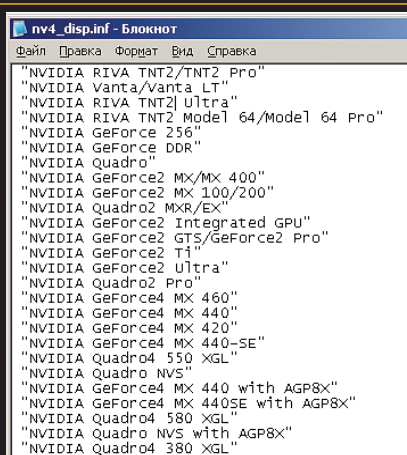 nv4_disp.inf - Блокнот
Файл Правка Формат Вид Справка
"NVIDIA RIVA TNT2/TNT2 Pro"
"NVIDIA Vanta/Vanta LT"
"NVIDIA RIVA TNT2 Ultra"
"NVIDIA RIVA TNT2 Model 64/Model 64 Pro"
"NVIDIA GeForce 256"
"NVIDIA GeForce DDR"
"NVIDIA Quadro"
"NVIDIA GeForce2 MX/MX 400"
"NVIDIA GeForce2 MX 100/200"
"NVIDIA Quadro2 MXR/EX"
"NVIDIA GeForce2 Integrated GPU"
"NVIDIA GeForce2 GTS/GeForce2 Pro"
"NVIDIA GeForce2 Ti"
"NVIDIA GeForce2 Ultra"
"NVIDIA Quadro2 Pro"
"NVIDIA GeForce4 MX 460"
"NVIDIA GeForce4 MX 440"
"NVIDIA GeForce4 MX 420"
"NVIDIA GeForce4 MX 440-SE"
"NVIDIA Quadro4 550 XGL"
"NVIDIA Quadro NVS"
"NVIDIA GeForce4 MX 440 with AGP8X"
"NVIDIA GeForce4 MX 440SE with AGP8X"
"NVIDIA Quadro4 580 XGL"
"NVIDIA Quadro NVS with AGP8X"
"NVIDIA Quadro4 380 XGL"